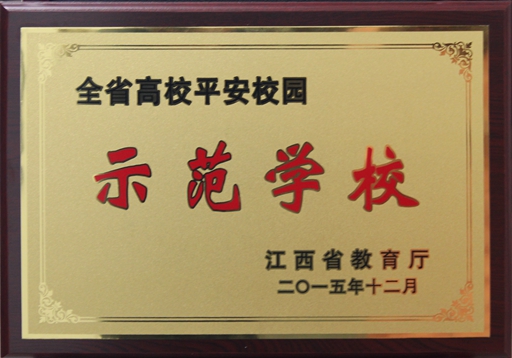 全省高校平安校园
示范学校
江西省教育厅
二〇一五年十二月